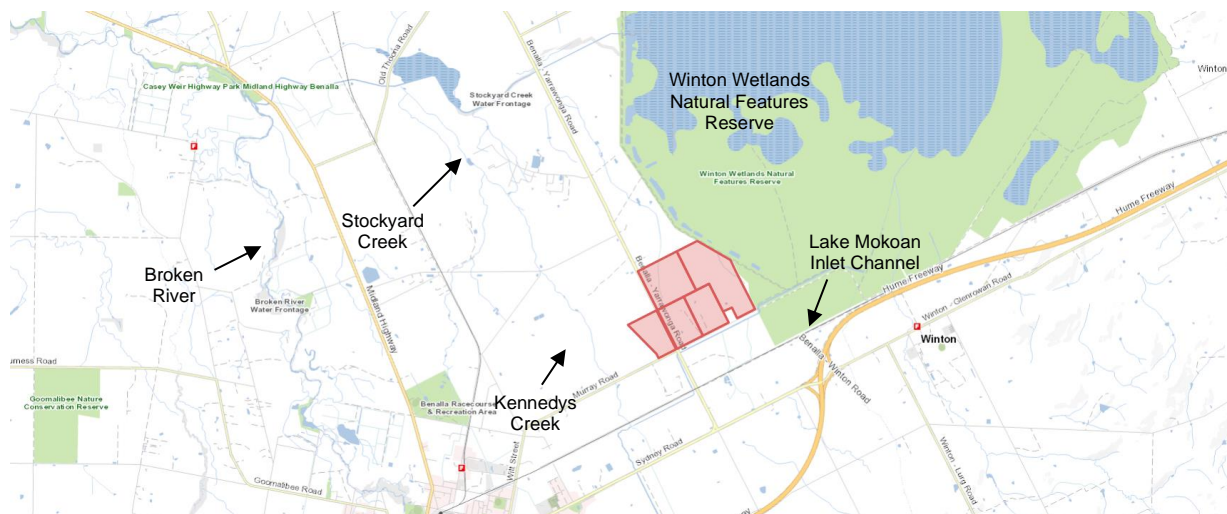 Winton Wetlands
Natural Features
Reserve
Casey Weir Highway Park Midland Highway Benalla
Old Thoona Road
Benalla - Yarrawonga Road
Stockyard Creek
Water Frontage
Winton
Winton Wetlands Natural
Features Reserve
Hume Freeway
Stockyard
Creek
Lake Mokoan
Inlet Channel
Broken
River
Benalla - Yarrawonga Road
Hume Freeway
Winton - Glenrowan Road
Midland Highway
Broken River
Water Frontage
Winton
Benalla - Winton Road
Road
Goomalibee Nature
Conservation Reserve
Murray Road
Kennedys
Creek
Benalla Racecourse
& Recreation Area
Witt Street
Sydney Road
Winton - Lurg Road
Goomalibee Road